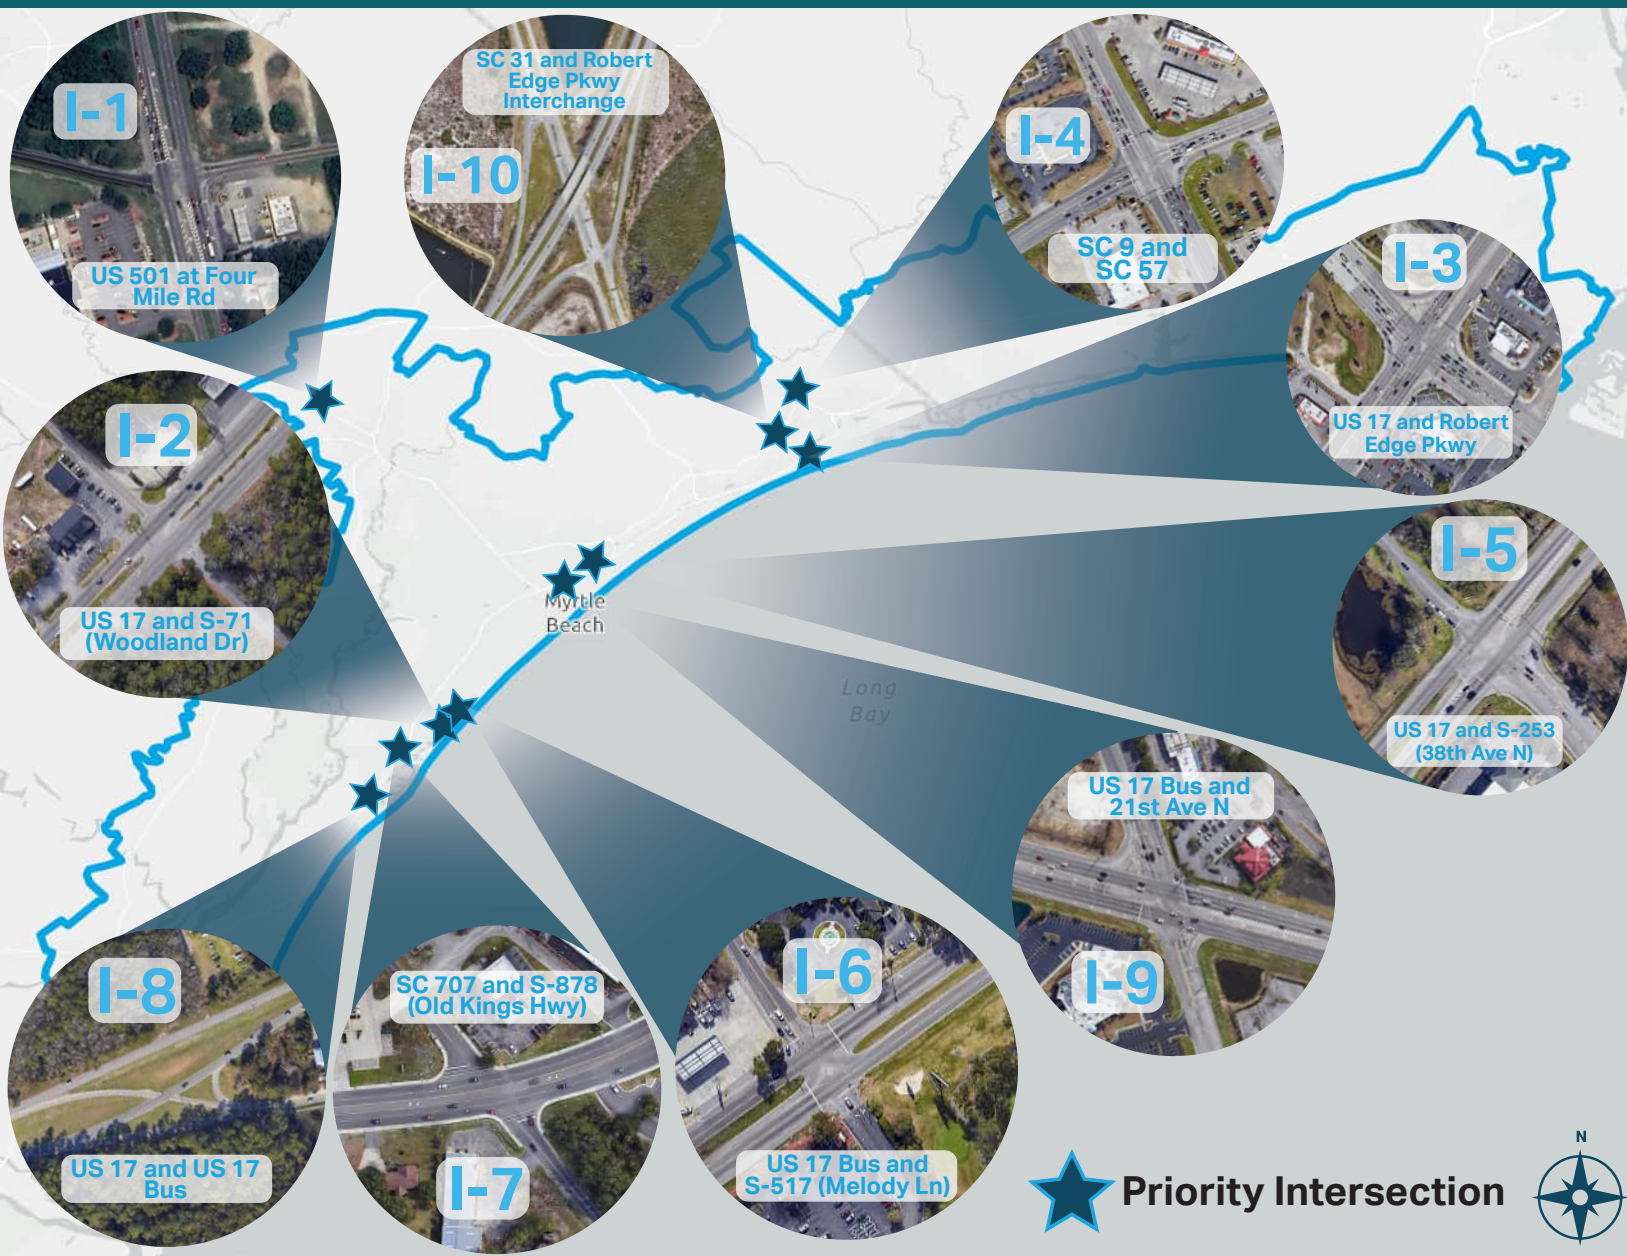 I-1
US 501 at Four
Mile Rd
SC 31 and Robert
Edge Pkwy
Interchange
I-10
I-4
SC 9 and
SC 57
I-3
US 17 and Robert
Edge Pkwy
I-2
US 17 and S-71
(Woodland Dr)
I-5
US 17 and S-253
(38th Ave N)
Myrtle
Beach
Long
Bay
US 17 Bus and
21st Ave N
I-9
I-8
US 17 and US 17
Bus
SC 707 and S-878
(Old Kings Hwy)
I-7
I-6
US 17 Bus and
S-517 (Melody Ln)
Priority Intersection
N